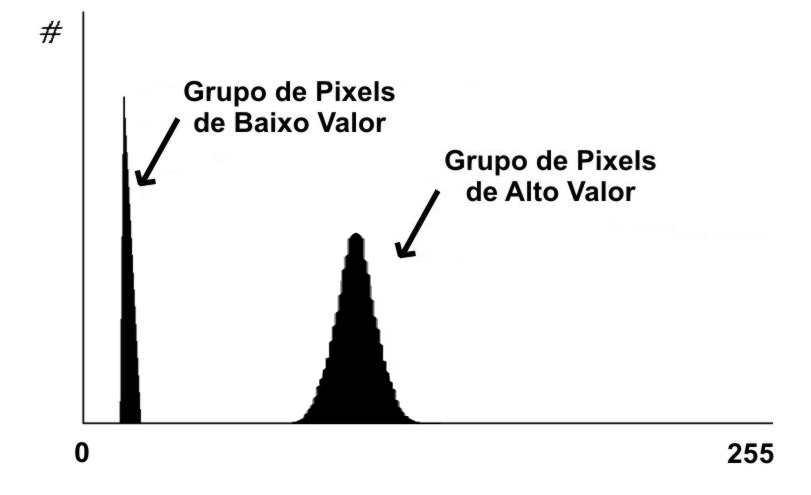 #
Grupo de Pixels
de Baixo Valor
Grupo de Pixels
de Alto Valor
0
255